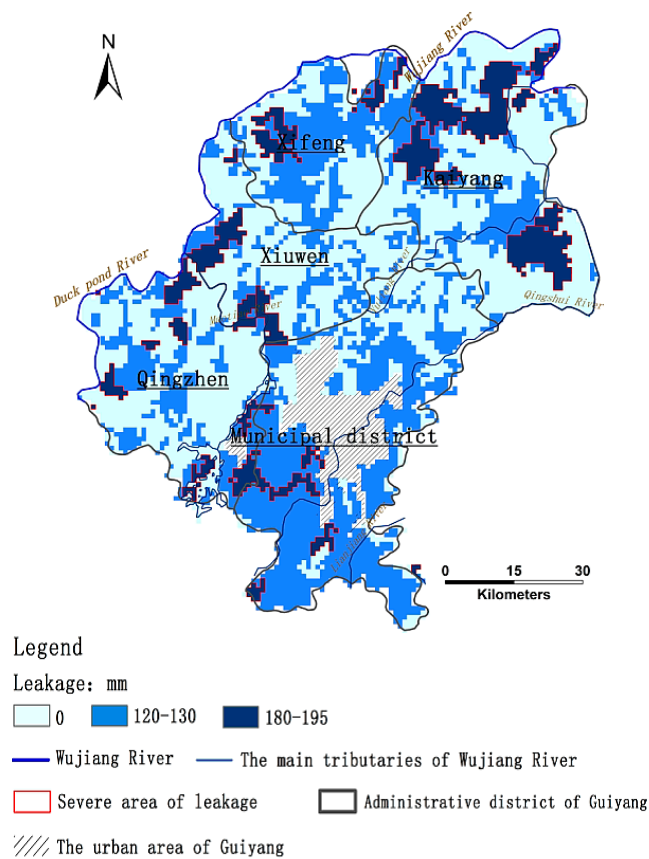 N
Wujiang River
Xifeng
Kaiyang
Xiuwen
Duck pond River
Qingshui River
River
Qingzhen
Municipal district
River
0 15 30
Kilometers
Legend
Leakage: mm
0 120-130 180-195
Wujiang River The main tributaries of Wujiang River
Severe area of leakage Administrative district of Guiyang
The urban area of Guiyang